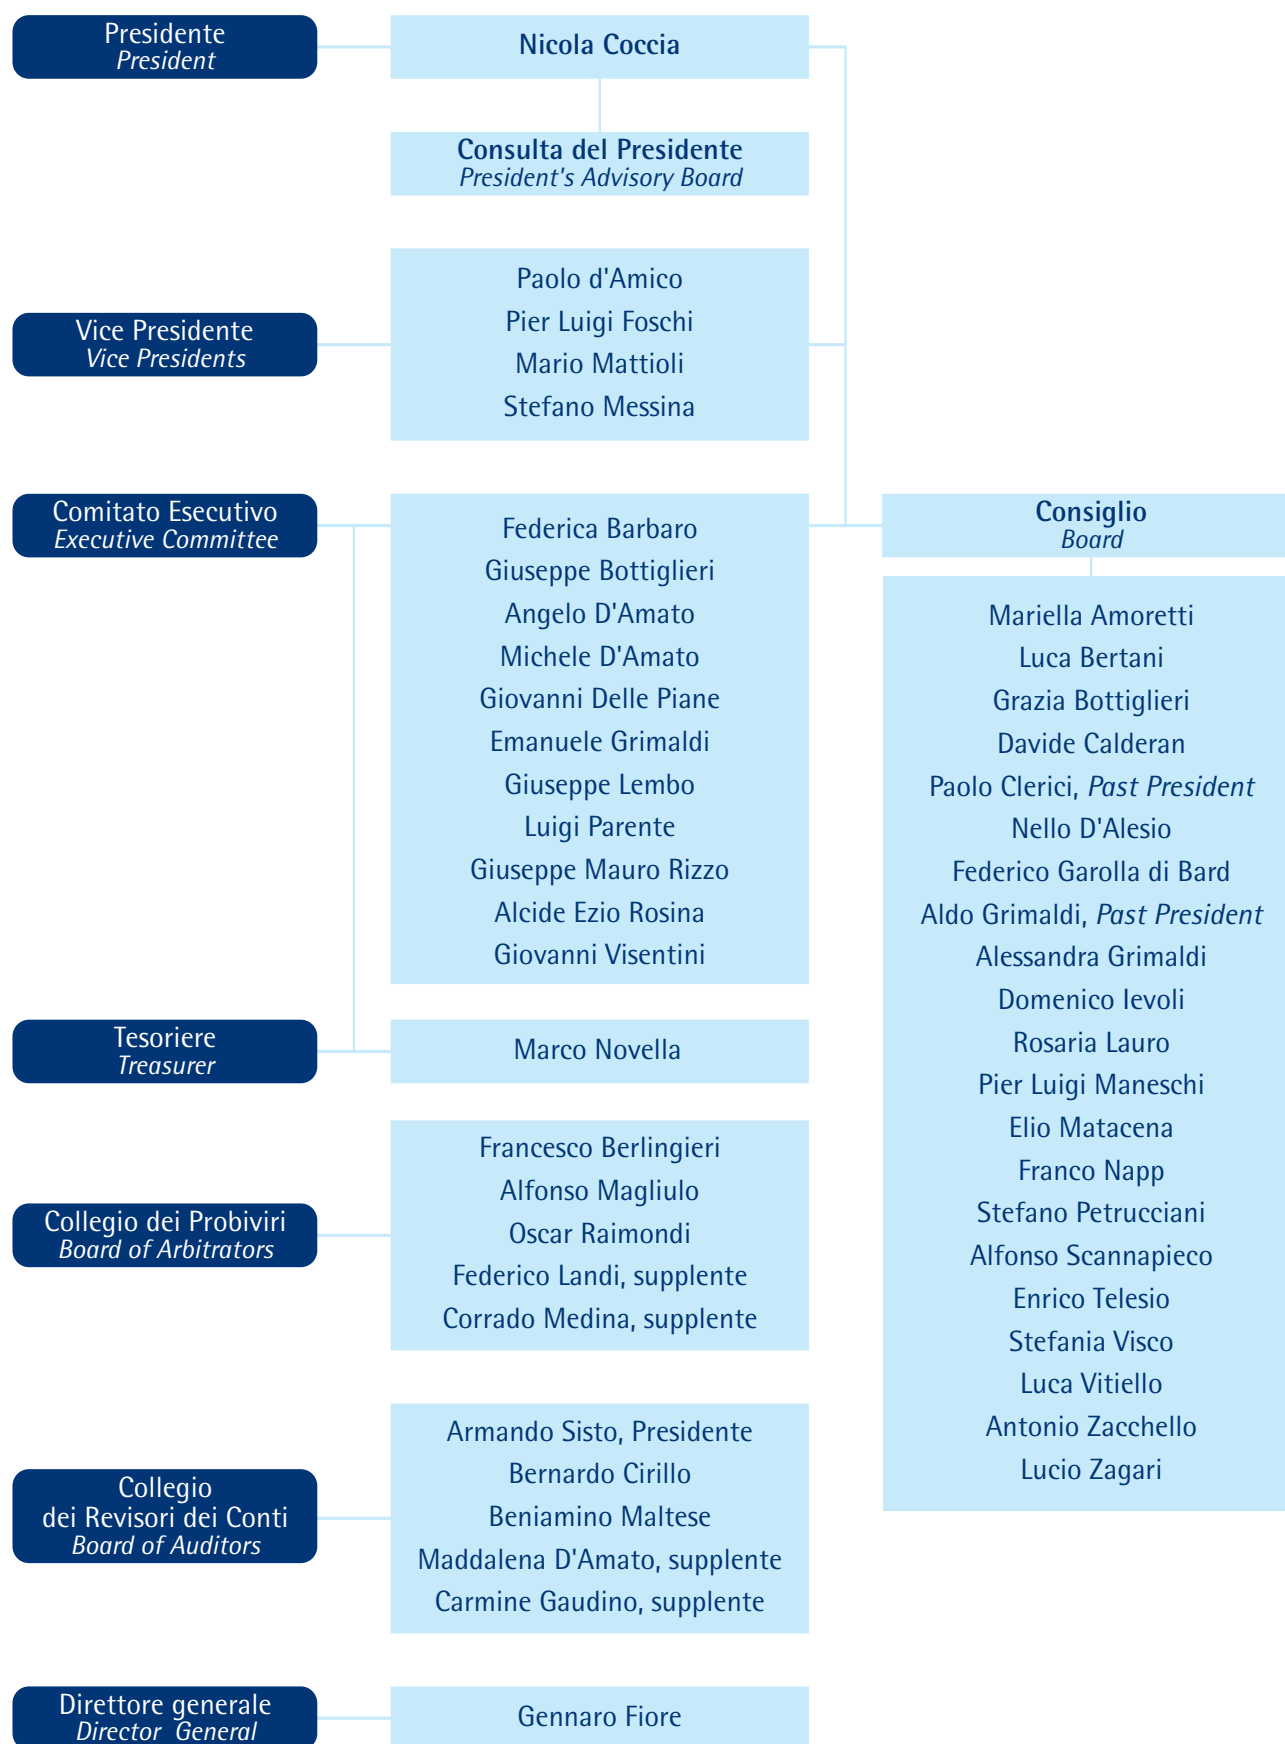 Presidente
President
Nicola Coccia
Consulta del Presidente
President's Advisory Board
Vice Presidente
Vice Presidents
Paolo d'Amico
Pier Luigi Foschi
Mario Mattioli
Stefano Messina
Comitato Esecutivo
Executive Committee
Federica Barbaro
Giuseppe Bottiglieri
Angelo D'Amato
Michele D'Amato
Giovanni Delle Piane
Emanuele Grimaldi
Giuseppe Lembo
Luigi Parente
Giuseppe Mauro Rizzo
Alcide Ezio Rosina
Giovanni Visentini
Consiglio
Board
Mariella Amoretti
Luca Bertani
Grazia Bottiglieri
Davide Calderan
Paolo Clerici, Past President
Nello D'Alesio
Federico Garolla di Bard
Aldo Grimaldi, Past President
Alessandra Grimaldi
Domenico Ievoli
Rosaria Lauro
Pier Luigi Maneschi
Elio Matacena
Franco Napp
Stefano Petrucciani
Alfonso Scannapieco
Enrico Telesio
Stefania Visco
Luca Vitiello
Antonio Zacchello
Lucio Zagari
Tesoriere
Treasurer
Marco Novella
Collegio dei Probiviri
Board of Arbitrators
Francesco Berlingieri
Alfonso Magliulo
Oscar Raimondi
Federico Landi, supplente
Corrado Medina, supplente
Collegio
dei Revisori dei Conti
Board of Auditors
Armando Sisto, Presidente
Bernardo Cirillo
Beniamino Maltese
Maddalena D'Amato, supplente
Carmine Gaudino, supplente
Direttore generale
Director General
Gennaro Fiore